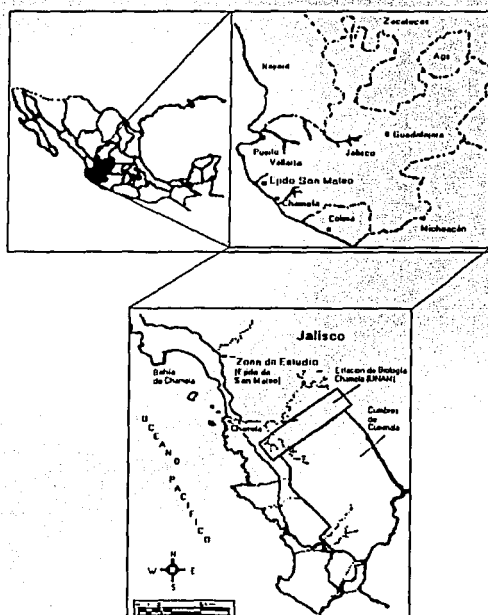 Zacatecas
Nayarit
Ags
Guadalajara
Puerto
Vallarta
Jalisco
Ejido San Mateo
Chamela
Colima
Michoacán
Jalisco
Zona de Estudio
(Ejido de
San Mateo)
Estación de Biología
Chamela (UNAM)
Bahía
de Chamela
Chamela
Cumbres
de
Cuixmala
OCEANO PACIFICO
N
W E
S